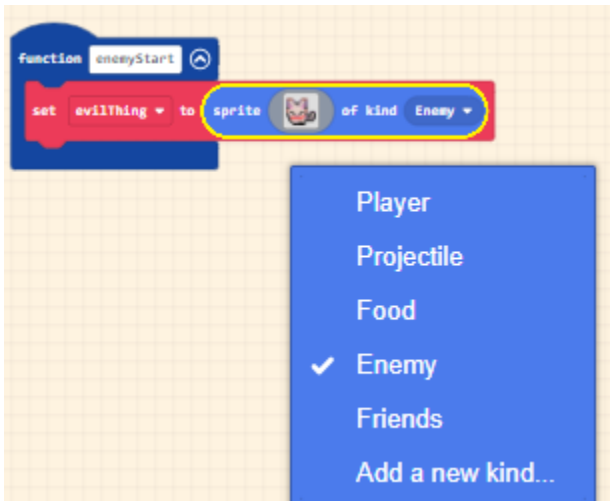 function enemyStart
set evilThing to sprite of kind Enemy
Player
Projectile
Food
Enemy
Friends
Add a new kind...